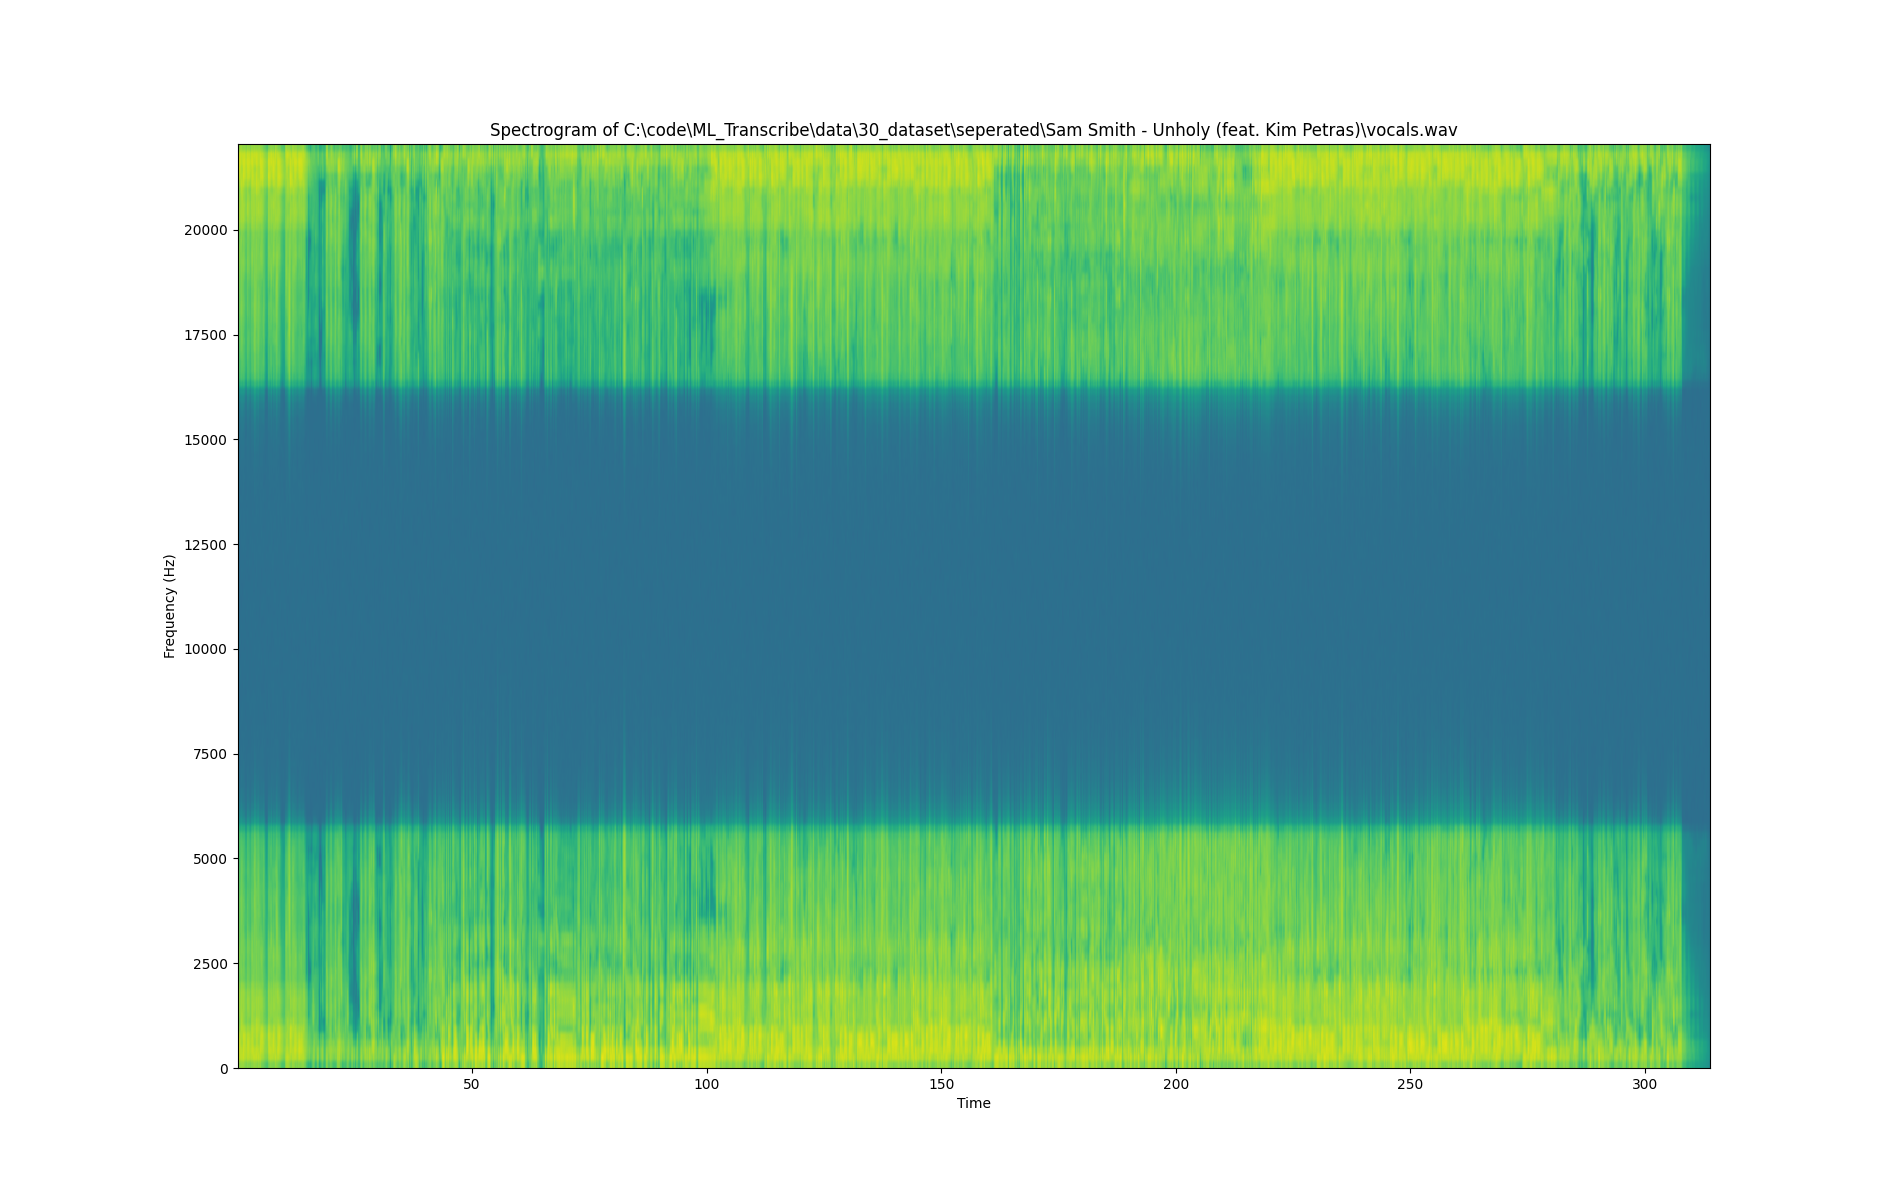 Spectrogram of C:\code\ML_Transcribe\data\30_dataset\seperated\Sam Smith - Unholy (feat. Kim Petras)\vocals.wav
Frequency (Hz)
20000
17500
15000
12500
10000
7500
5000
2500
0
50 100 150 200 250 300
Time